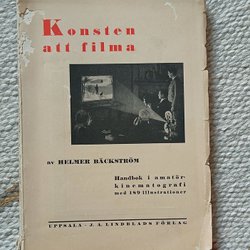 Konsten
att filma
av HELMER BÄCKSTRÖM
Handbok i amatör-
kinematografi
med 189 illustrationer
UPPSALA · J. A. LINDBLADS FÖRLAG